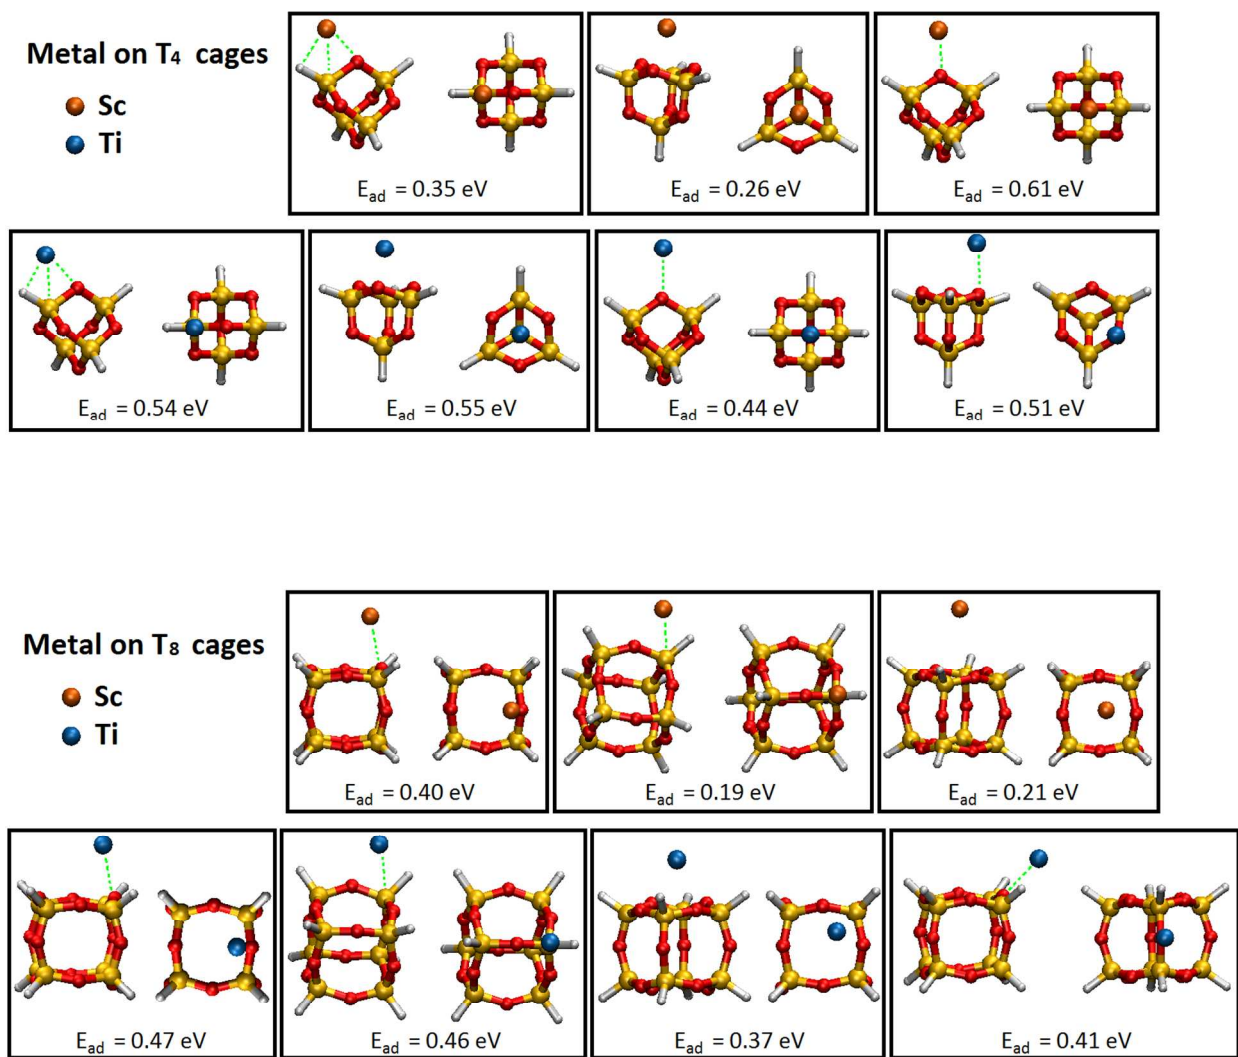 Metal on T₄ cages
Sc
Ti
E_ad = 0.35 eV
E_ad = 0.26 eV
E_ad = 0.61 eV
E_ad = 0.54 eV
E_ad = 0.55 eV
E_ad = 0.44 eV
E_ad = 0.51 eV
Metal on T₈ cages
Sc
Ti
E_ad = 0.40 eV
E_ad = 0.19 eV
E_ad = 0.21 eV
E_ad = 0.47 eV
E_ad = 0.46 eV
E_ad = 0.37 eV
E_ad = 0.41 eV